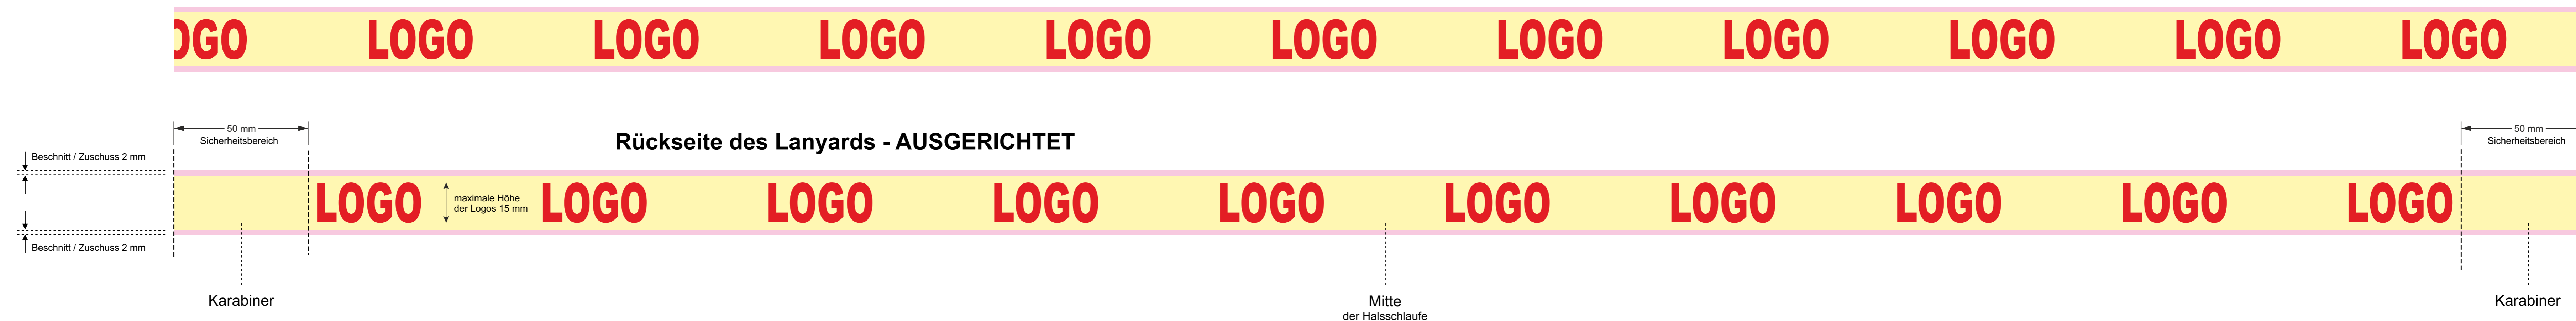 OGO LOGO LOGO LOGO LOGO LOGO LOGO LOGO LOGO LOGO LOGO
50 mm
Sicherheitsbereich
Rückseite des Lanyards - AUSGERICHTET
50 mm
Sicherheitsbereich
Beschnitt / Zuschuss 2 mm
LOGO LOGO LOGO LOGO LOGO LOGO LOGO LOGO LOGO LOGO
maximale Höhe
der Logos 15 mm
Beschnitt / Zuschuss 2 mm
Karabiner
Mitte
der Halsschlaufe
Karabiner